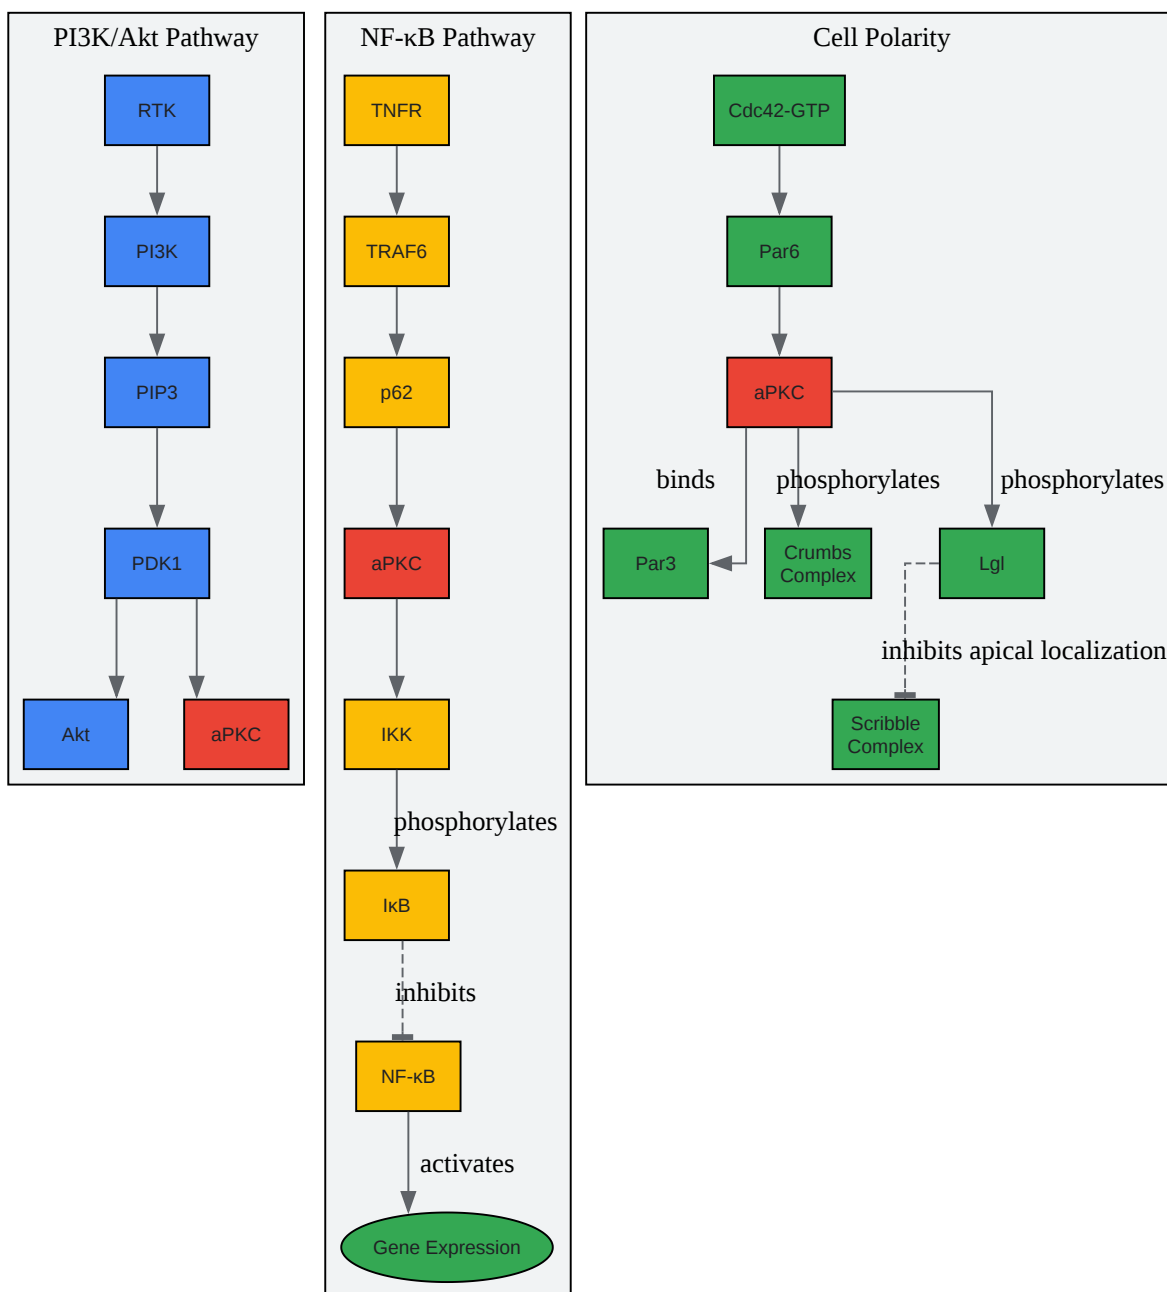 PI3K/Akt Pathway
RTK
PI3K
PIP3
PDK1
Akt
aPKC
NF-κB Pathway
TNFR
TRAF6
p62
aPKC
IKK
phosphorylates
IκB
inhibits
NF-κB
activates
Gene Expression
Cell Polarity
Cdc42-GTP
Par6
aPKC
binds
phosphorylates
phosphorylates
Par3
Crumbs
Complex
Lgl
inhibits apical localization
Scribble
Complex